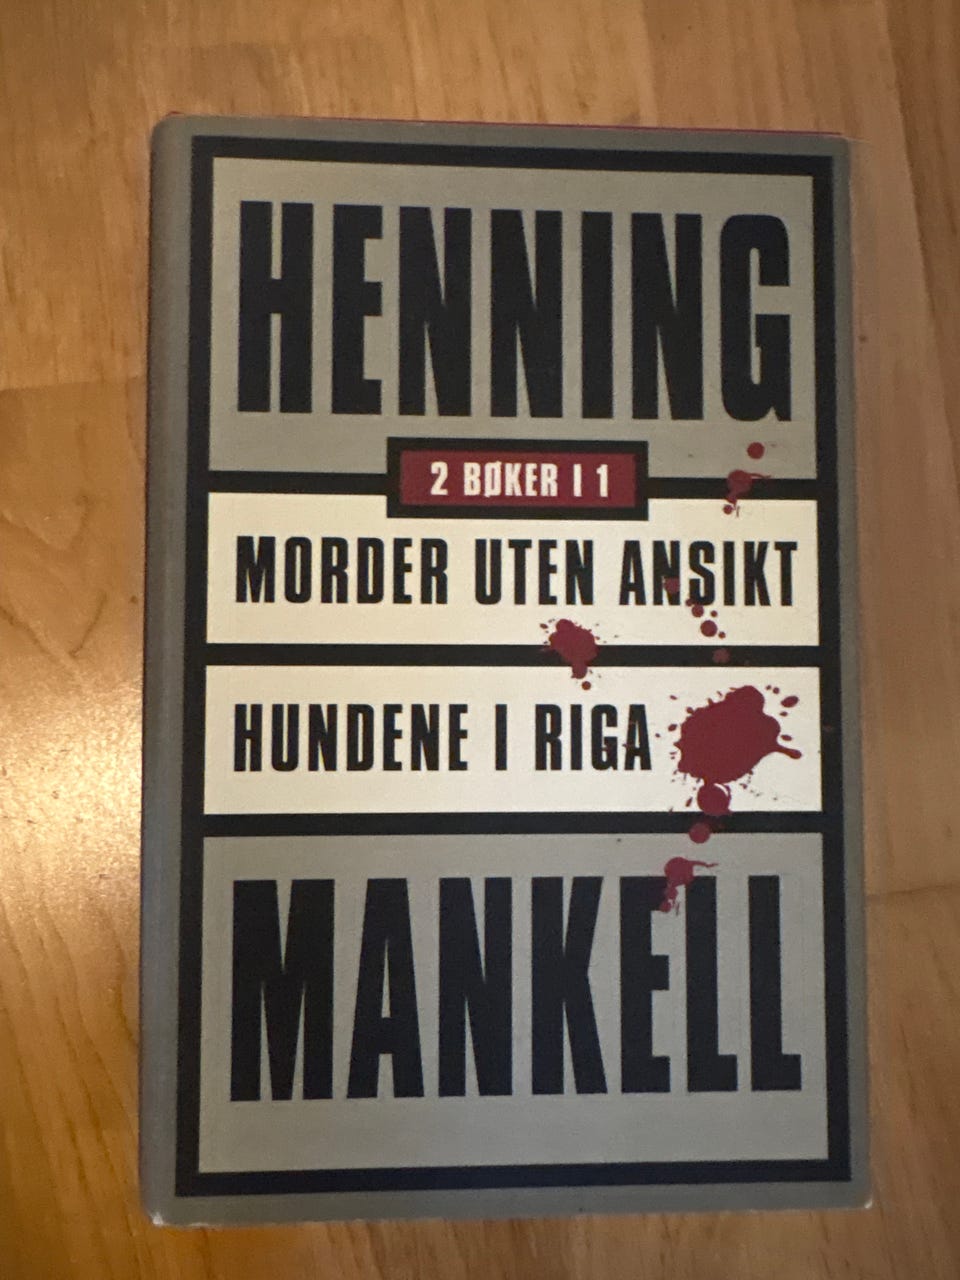 HENNING
2 BØKER I 1
MORDER UTEN ANSIKT
HUNDENE I RIGA
MANKELL